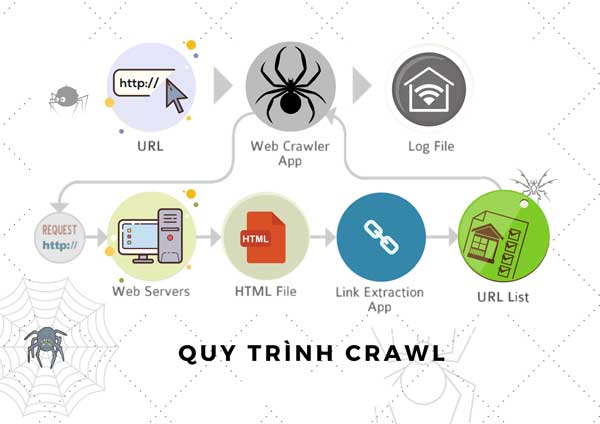 http://
URL
Web Crawler
App
Log File
REQUEST
http://
HTML
Web Servers
HTML File
Link Extraction
App
URL List
QUY TRÌNH CRAWL